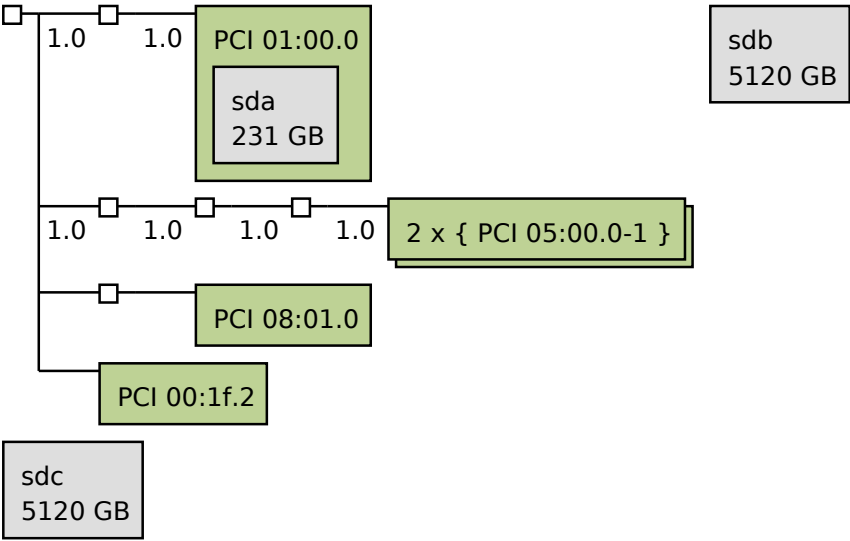 1.0 1.0 PCI 01:00.0
sda
231 GB
sdb
5120 GB
1.0 1.0 1.0 1.0 2 x { PCI 05:00.0-1 }
PCI 08:01.0
PCI 00:1f.2
sdc
5120 GB